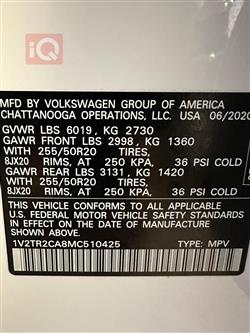 iQ
MFD BY VOLKSWAGEN GROUP OF AMERICA
CHATTANOOGA OPERATIONS, LLC. USA 06/2020
GVWR LBS 6019, KG 2730
GAWR FRONT LBS 2998, KG 1360
WITH 255/50R20 TIRES,
8JX20 RIMS, AT 250 KPA, 36 PSI COLD
GAWR REAR LBS 3131, KG 1420
WITH 255/50R20 TIRES,
8JX20 RIMS, AT 250 KPA, 36 PSI COLD
THIS VEHICLE CONFORMS TO ALL APPLICABLE
U.S. FEDERAL MOTOR VEHICLE SAFETY
STANDARDS IN EFFECT ON THE DATE OF
MANUFACTURE SHOWN ABOVE.
1V2TR2CA8MC510425 TYPE: MPV